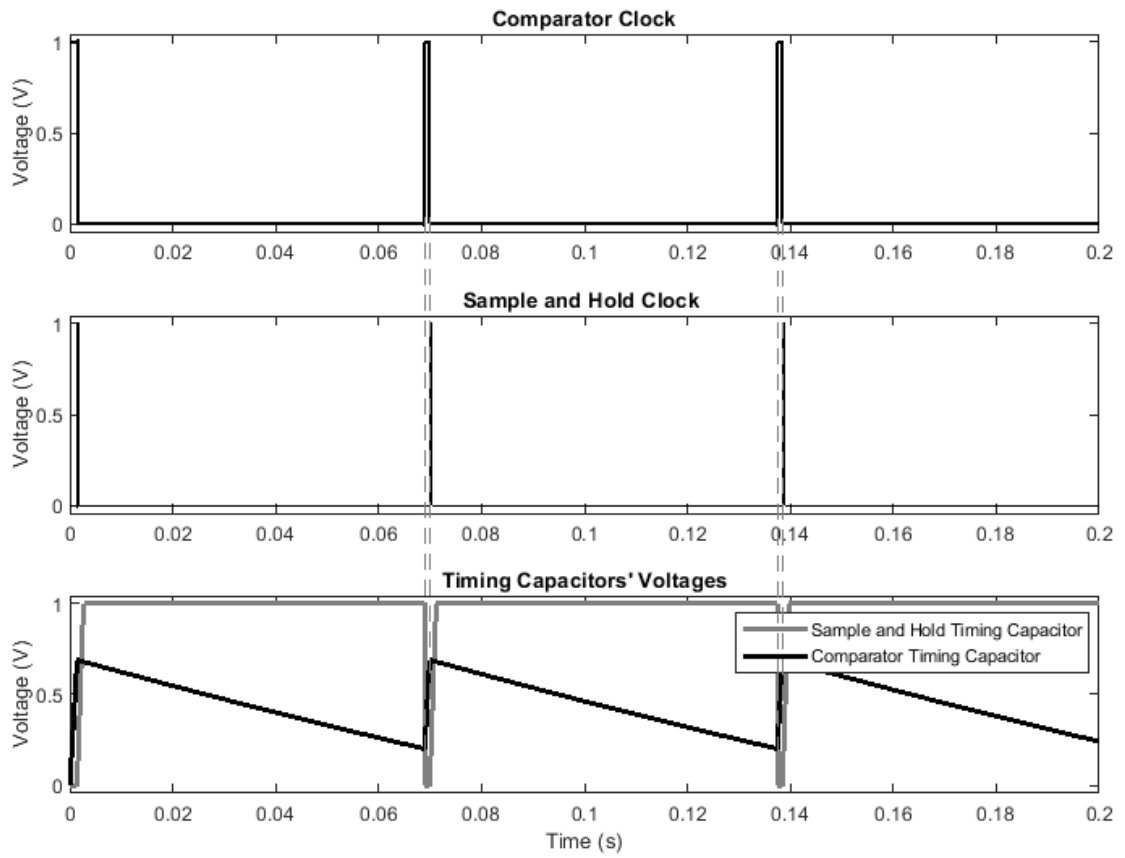 Comparator Clock
Voltage (V)
1
0.5
0
0 0.02 0.04 0.06 0.08 0.1 0.12 0.14 0.16 0.18 0.2
Sample and Hold Clock
Voltage (V)
1
0.5
0
0 0.02 0.04 0.06 0.08 0.1 0.12 0.14 0.16 0.18 0.2
Timing Capacitors' Voltages
Voltage (V)
1
0.5
0
Sample and Hold Timing Capacitor
Comparator Timing Capacitor
0 0.02 0.04 0.06 0.08 0.1 0.12 0.14 0.16 0.18 0.2
Time (s)